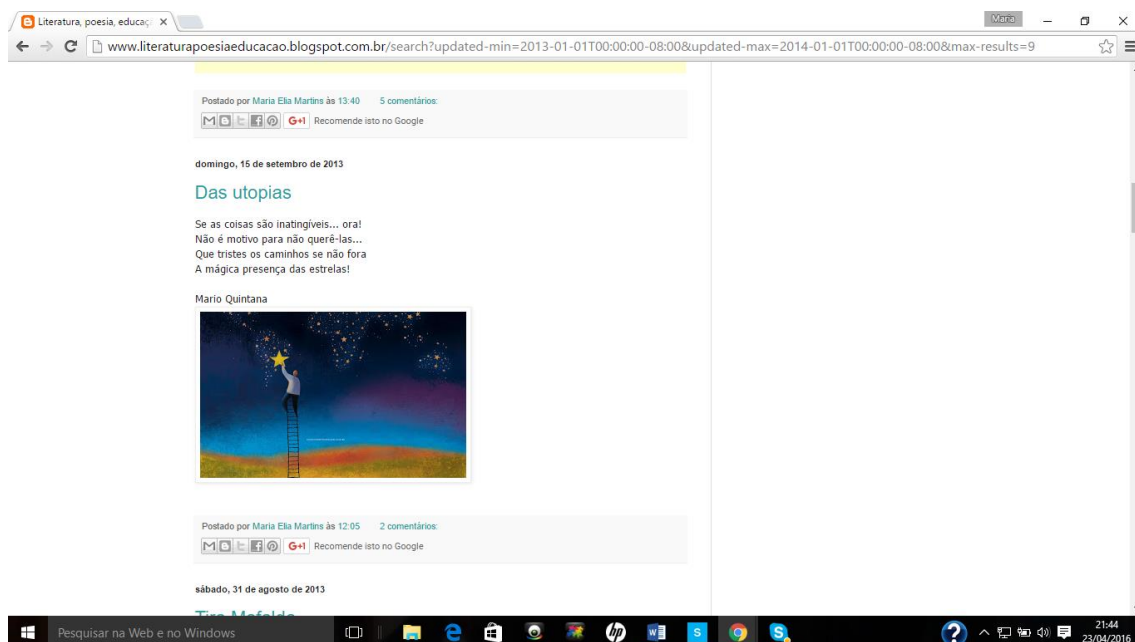 Literatura, poesia, educaç
Maria
www.literaturapoesiaeducacao.blogspot.com.br/search?updated-min=2013-01-01T00:00:00-08:00&updated-max=2014-01-01T00:00:00-08:00&max-results=9
Postado por Maria Elia Martins às 13:40 5 comentários:
G+1 Recomende isto no Google
domingo, 15 de setembro de 2013
Das utopias
Se as coisas são inatingíveis... ora!
Não é motivo para não querê-las...
Que tristes os caminhos se não fora
A mágica presença das estrelas!
Mario Quintana
Postado por Maria Elia Martins às 12:05 2 comentários:
G+1 Recomende isto no Google
sábado, 31 de agosto de 2013
Tira Mafalda
Pesquisar na Web e no Windows
21:44
23/04/2016